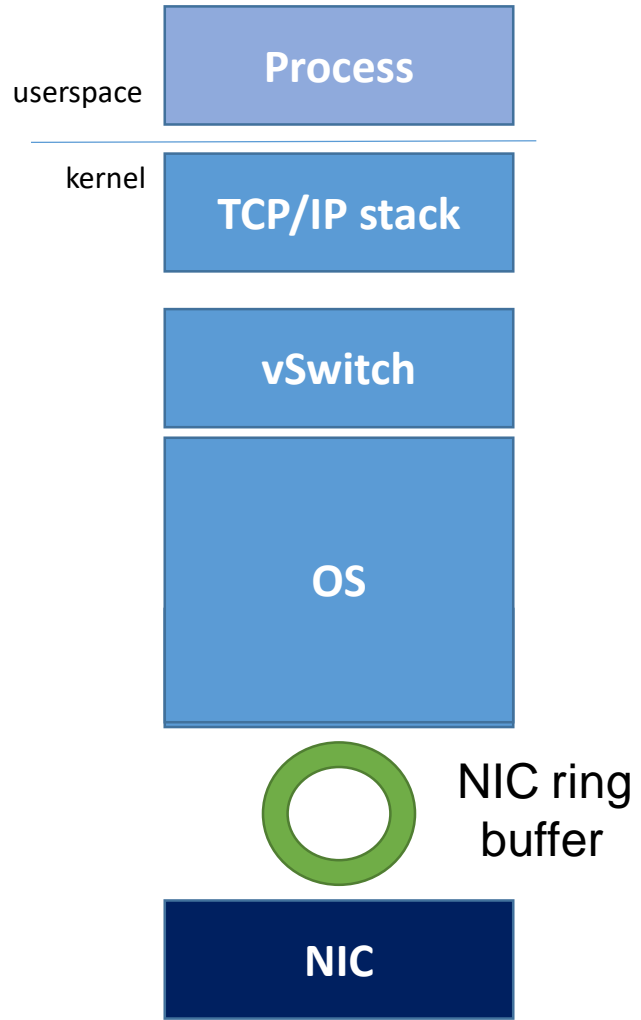 Process
userspace
kernel
TCP/IP stack
vSwitch
OS
NIC ring
buffer
NIC